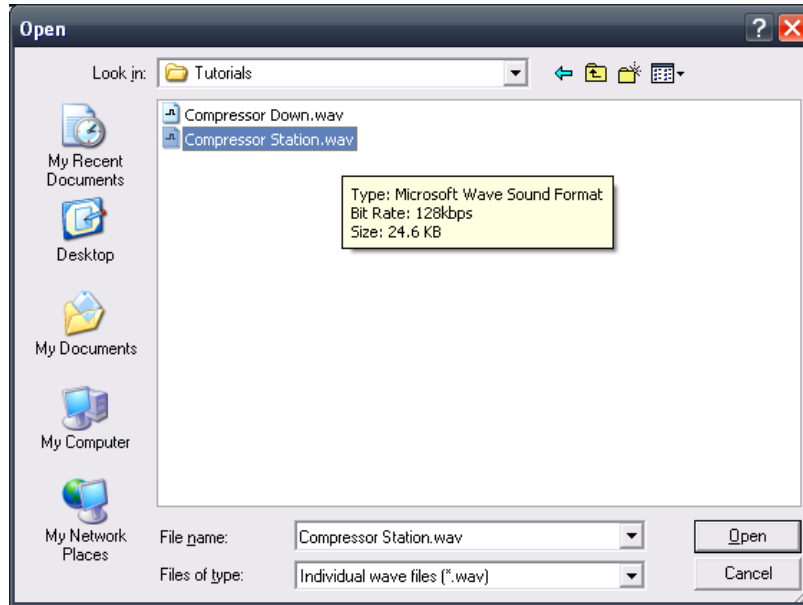 Open
Look in: Tutorials
Compressor Down.wav
Compressor Station.wav
Type: Microsoft Wave Sound Format
Bit Rate: 128kbps
Size: 24.6 KB
My Recent
Documents
Desktop
My Documents
My Computer
My Network
Places
File name: Compressor Station.wav Open
Files of type: Individual wave files (*.wav) Cancel